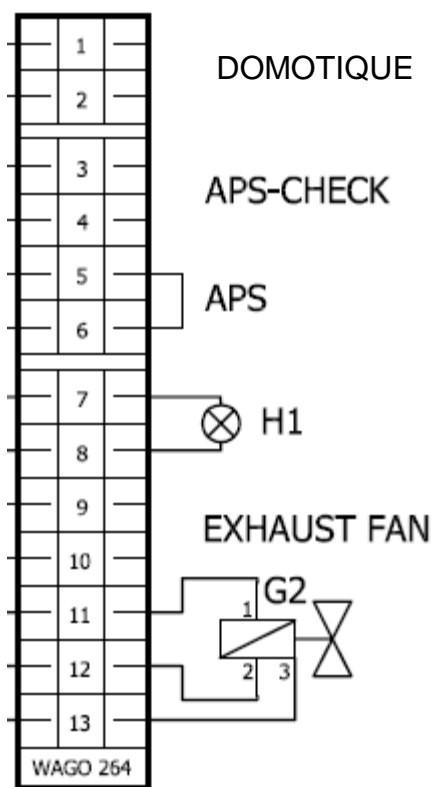 1
DOMOTIQUE
2
3
APS-CHECK
4
5
APS
6
7
H1
8
9
EXHAUST FAN
10
G2
11
1
12
2 3
13
WAGO 264